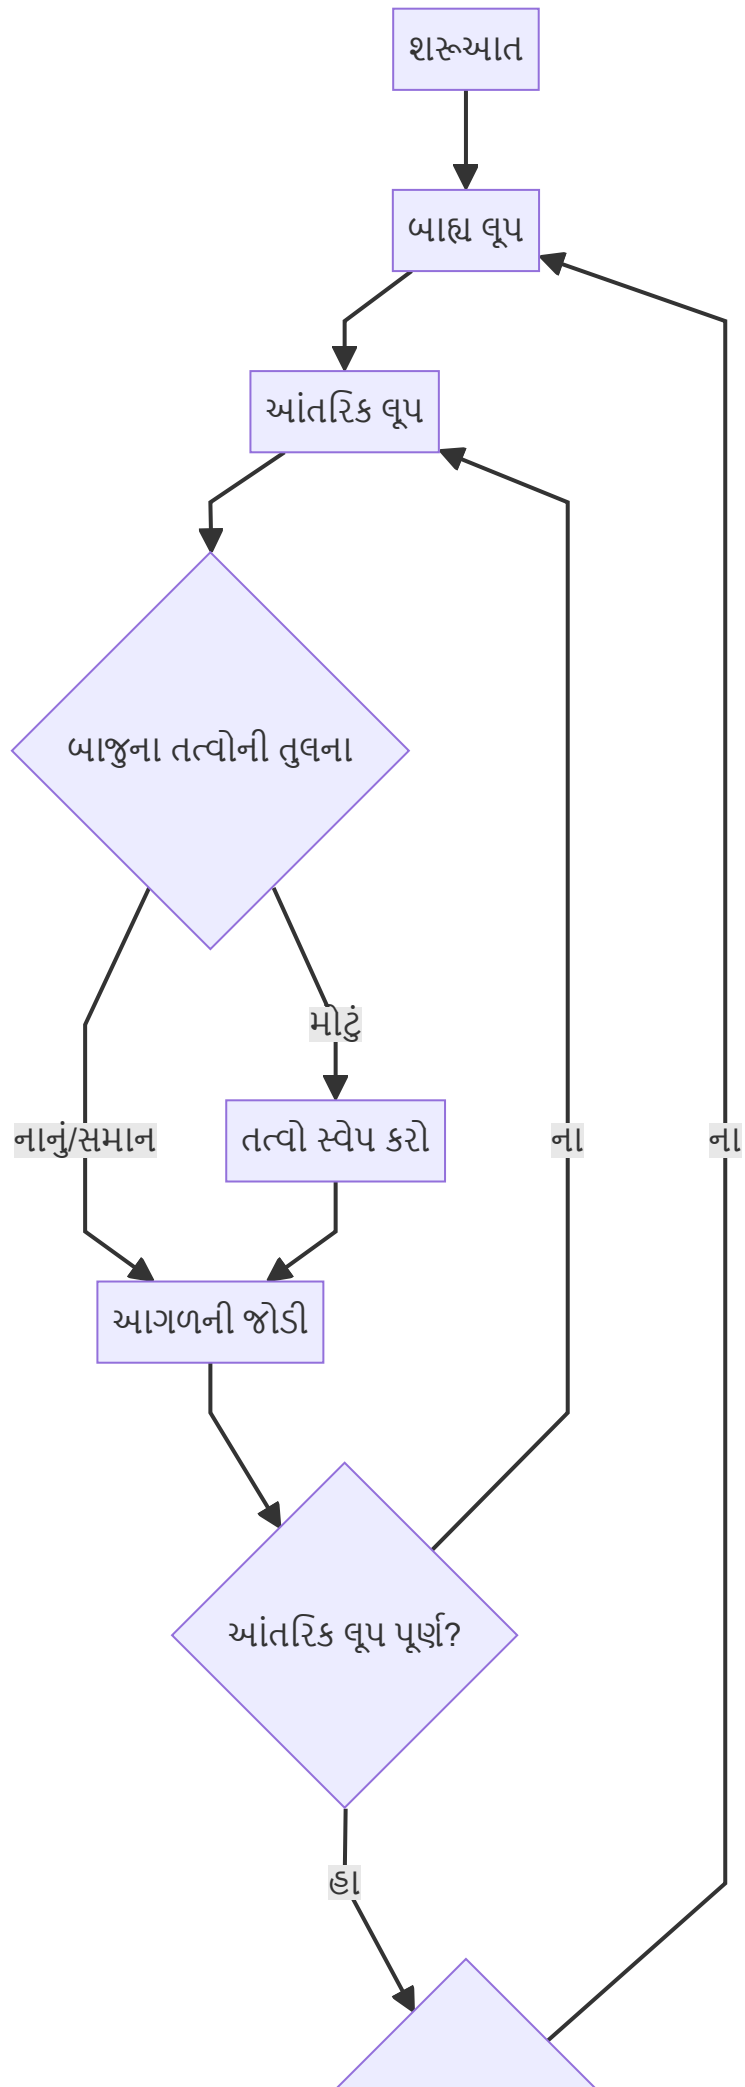 શરૂઆત
બાહ્ય લૂપ
આંતરિક લૂપ
બાજુના તત્વોની તુલના
મોટું
નાનું/સમાન
તત્વો સ્વેપ કરો
ના
ના
આગળની જોડી
આંતરિક લૂપ પૂર્ણ?
હા